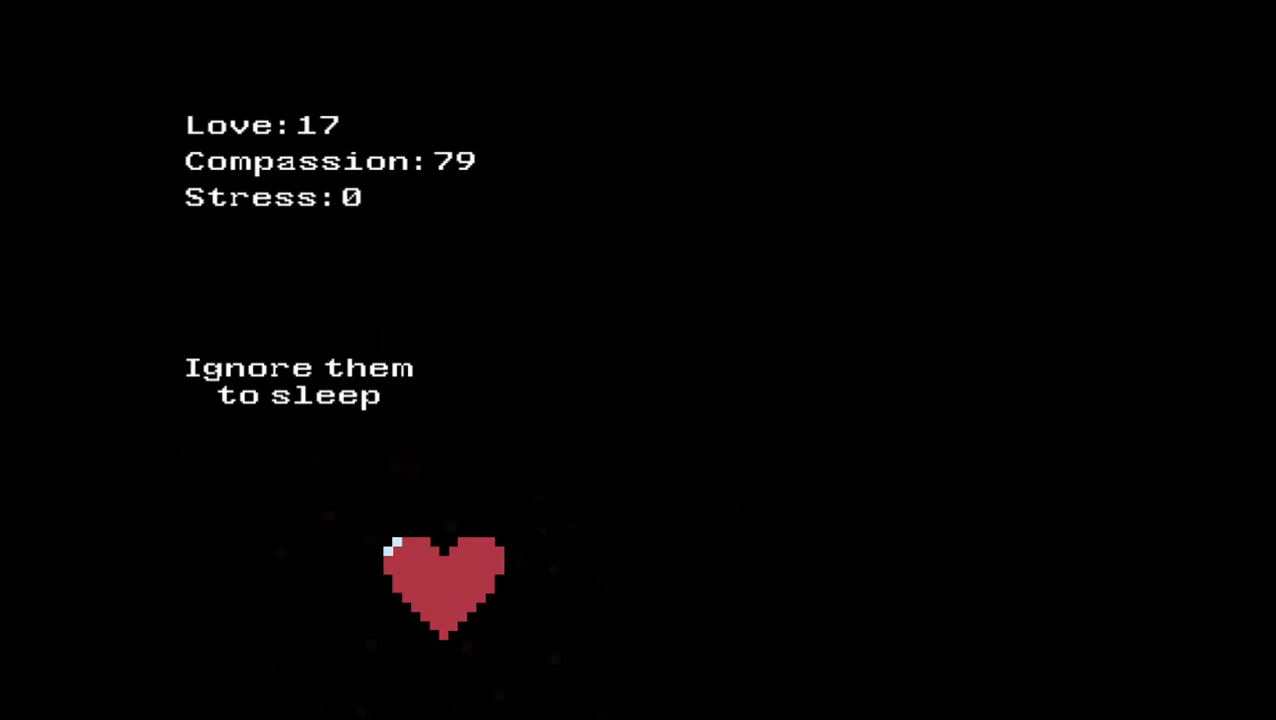 Love:17
Compassion:79
Stress:0
Ignore them
to sleep